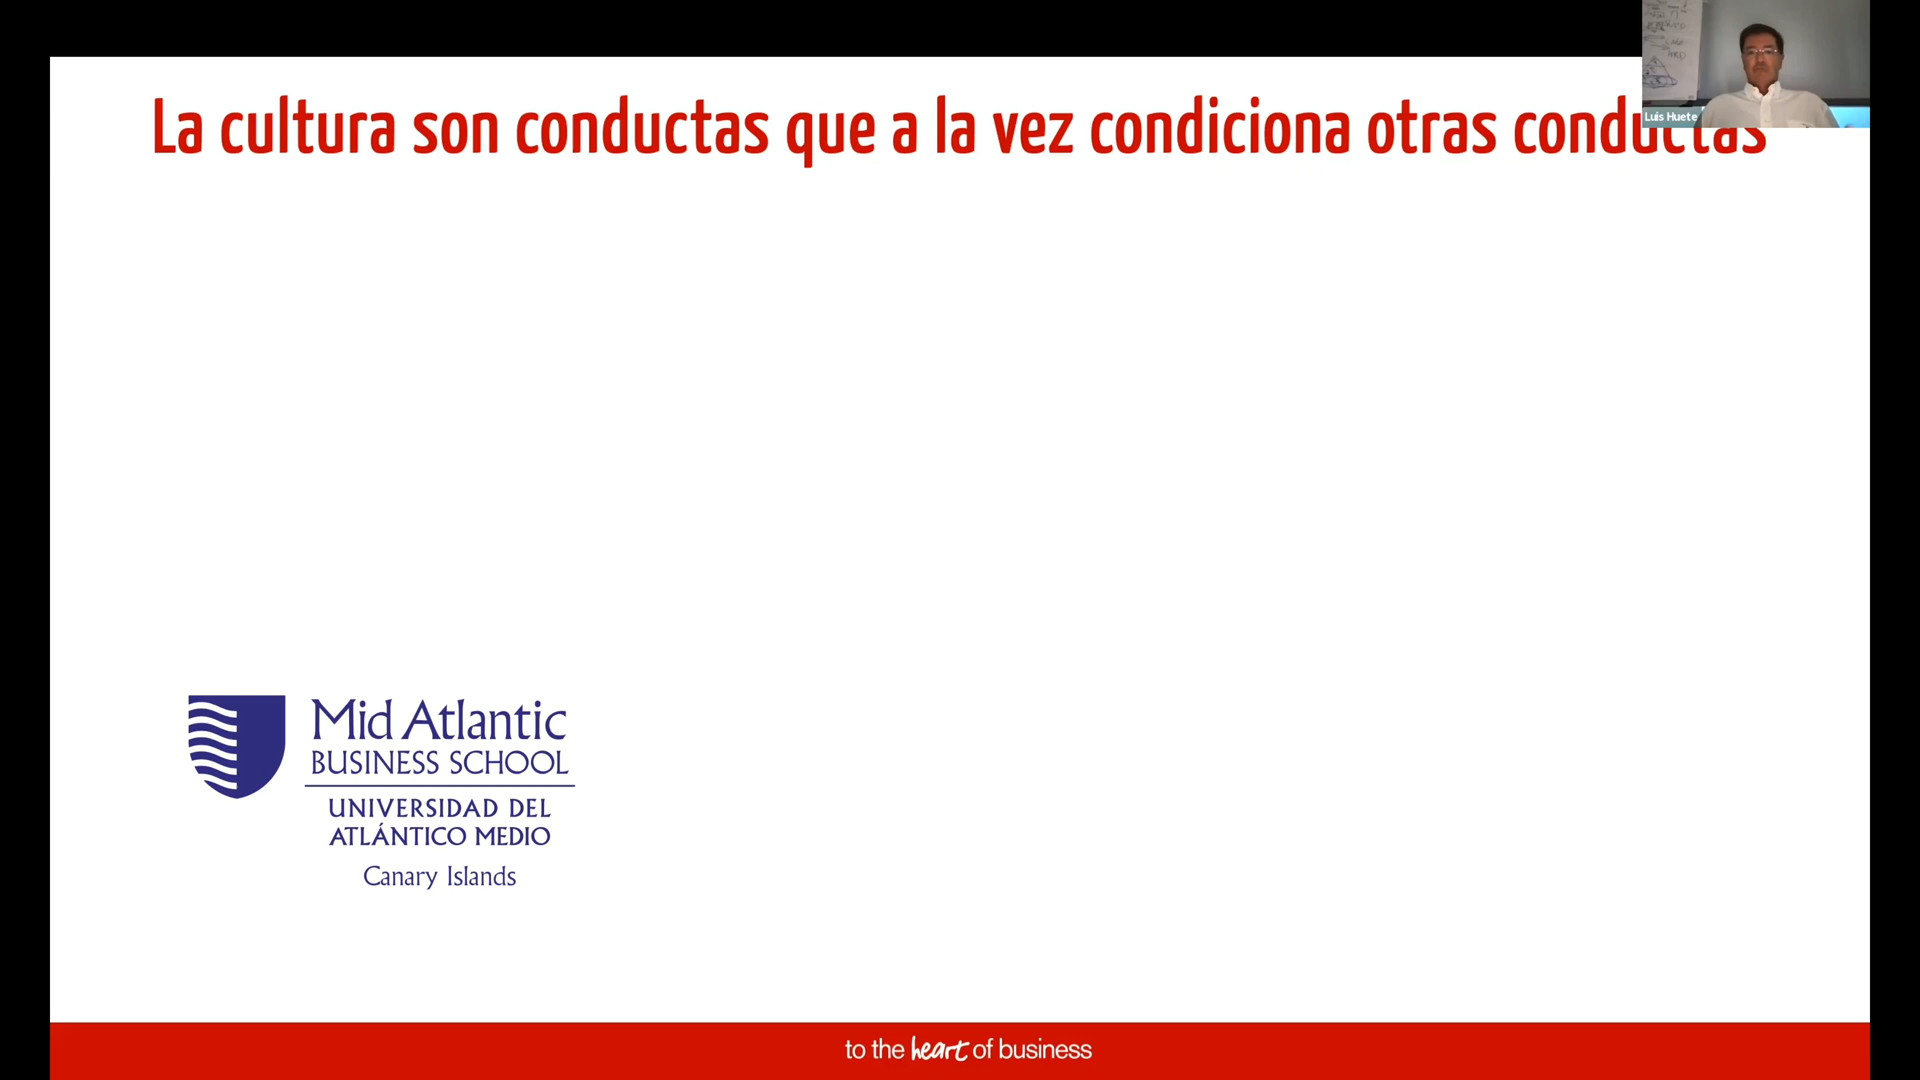 La cultura son conductas que a la vez condiciona otras conductas
Luis Huete
Mid Atlantic
BUSINESS SCHOOL
UNIVERSIDAD DEL
ATLÁNTICO MEDIO
Canary Islands
to the heart of business